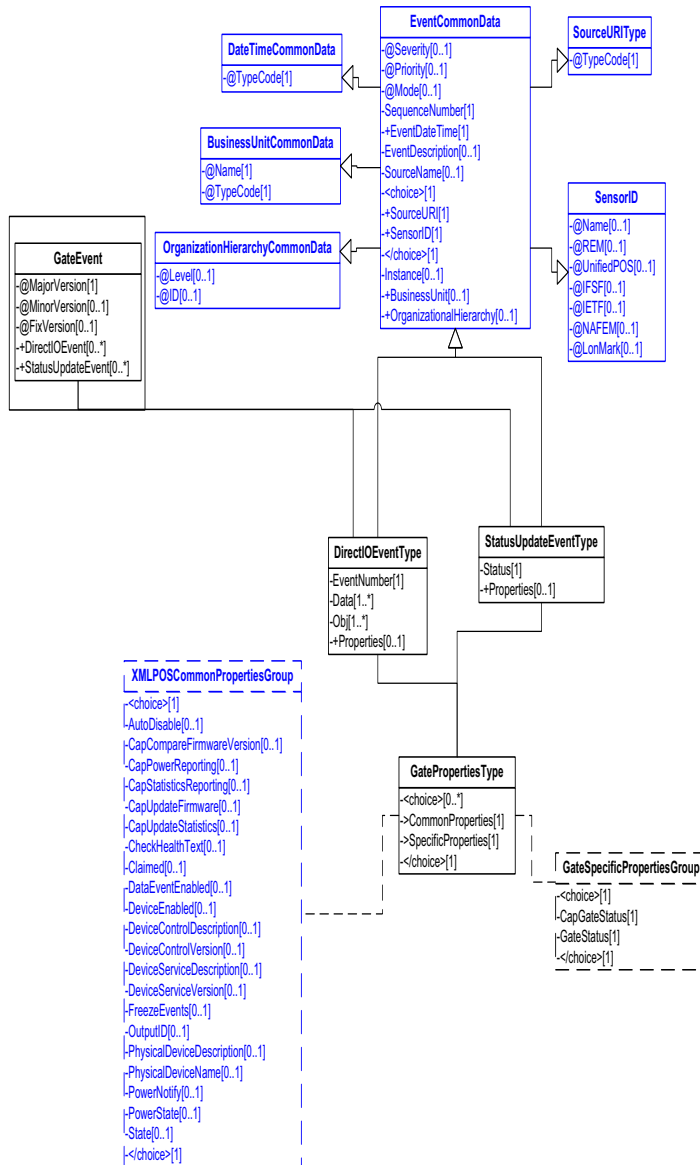 EventCommonData
-@Severity[0..1]
-@Priority[0..1]
-@Mode[0..1]
-SequenceNumber[1]
-+EventDateTime[1]
-EventDescription[0..1]
-SourceName[0..1]
-<choice>[1]
-+SourceURI[1]
-+SensorID[1]
-</choice>[1]
-Instance[0..1]
-+BusinessUnit[0..1]
-+OrganizationalHierarchy[0..1]
DateTimeCommonData
-@TypeCode[1]
SourceURIType
-@TypeCode[1]
BusinessUnitCommonData
-@Name[1]
-@TypeCode[1]
OrganizationHierarchyCommonData
-@Level[0..1]
-@ID[0..1]
SensorID
-@Name[0..1]
-@REM[0..1]
-@UnifiedPOS[0..1]
-@IFSF[0..1]
-@IETF[0..1]
-@NAFEM[0..1]
-@LonMark[0..1]
GateEvent
-@MajorVersion[1]
-@MinorVersion[0..1]
-@FixVersion[0..1]
-+DirectIOEvent[0..*]
-+StatusUpdateEvent[0..*]
DirectIOEventType
-EventNumber[1]
-Data[1..*]
-Obj[1..*]
-+Properties[0..1]
StatusUpdateEventType
-Status[1]
-+Properties[0..1]
XMLPOSCommonPropertiesGroup
-<choice>[1]
-AutoDisable[0..1]
-CapCompareFirmwareVersion[0..1]
-CapPowerReporting[0..1]
-CapStatisticsReporting[0..1]
-CapUpdateFirmware[0..1]
-CapUpdateStatistics[0..1]
-CheckHealthText[0..1]
-Claimed[0..1]
-DataEventEnabled[0..1]
-DeviceEnabled[0..1]
-DeviceControlDescription[0..1]
-DeviceControlVersion[0..1]
-DeviceServiceDescription[0..1]
-DeviceServiceVersion[0..1]
-FreezeEvents[0..1]
-OutputID[0..1]
-PhysicalDeviceDescription[0..1]
-PhysicalDeviceName[0..1]
-PowerNotify[0..1]
-PowerState[0..1]
-State[0..1]
-</choice>[1]
GatePropertiesType
-<choice>[0..*]
->CommonProperties[1]
->SpecificProperties[1]
-</choice>[1]
GateSpecificPropertiesGroup
-<choice>[1]
-CapGateStatus[1]
-GateStatus[1]
-</choice>[1]